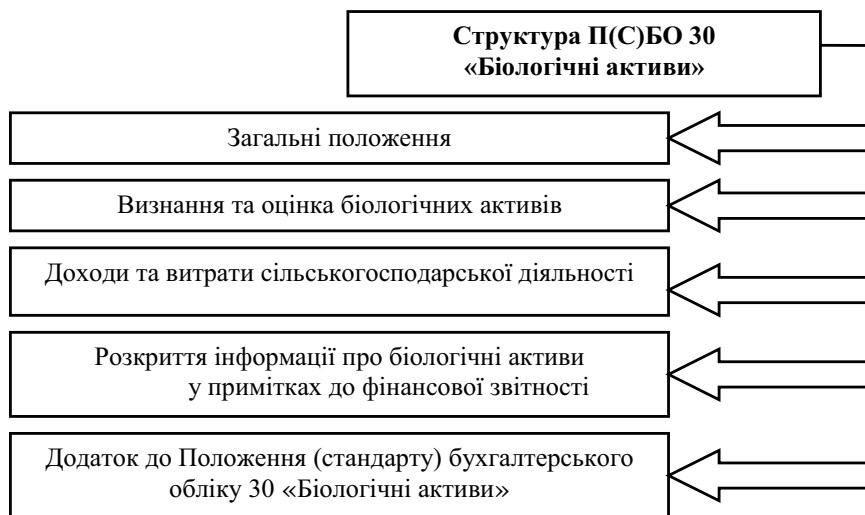 Структура П(С)БО 30
«Біологічні активи»
Загальні положення
Визнання та оцінка біологічних активів
Доходи та витрати сільськогосподарської діяльності
Розкриття інформації про біологічні активи
у примітках до фінансової звітності
Додаток до Положення (стандарту) бухгалтерського
обліку 30 «Біологічні активи»